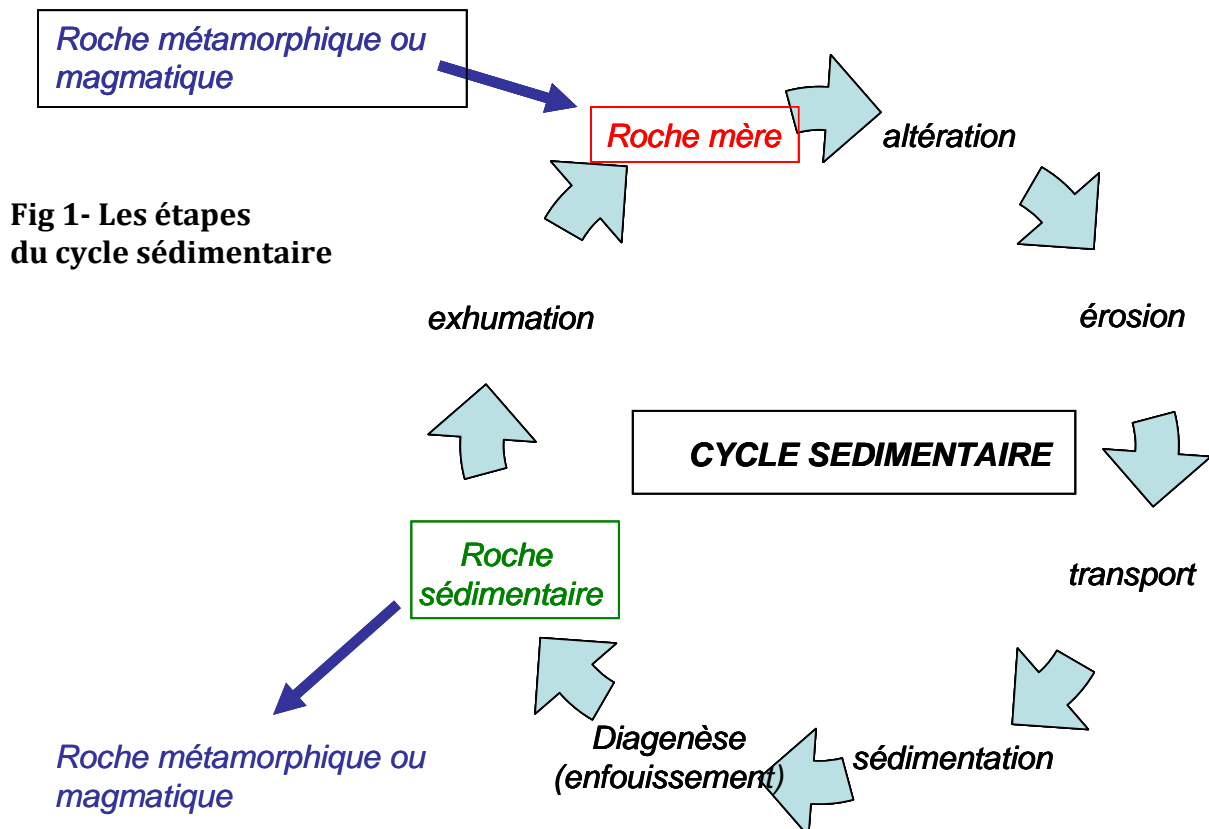 Roche métamorphique ou
magmatique
Roche mère
altération
Fig 1- Les étapes
du cycle sédimentaire
exhumation
érosion
CYCLE SEDIMENTAIRE
Roche
sédimentaire
transport
Diagenèse
(enfouissement)
sédimentation
Roche métamorphique ou
magmatique